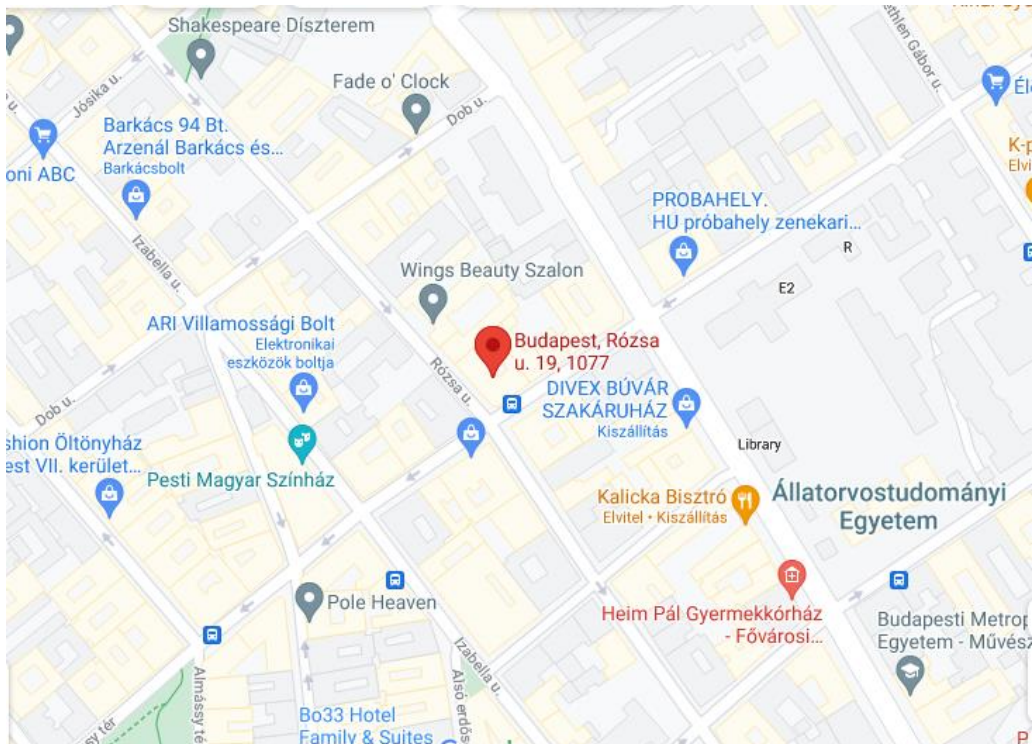 Shakespeare Díszterem
Fade o' Clock
Jósika u.
Dob u.
Barkács 94 Bt.
Arzenál Barkács és...
Barkácsbolt
oni ABC
Gábor u.
PROBAHELY.
HU próbahely zenekari...
R
E2
Izabella u.
Wings Beauty Szalon
ARI Villamossági Bolt
Elektronikai
eszközök boltja
Budapest, Rózsa
u. 19, 1077
Rózsa u.
DIVEX BÚVÁR
SZAKÁRUHÁZ
Kiszállítás
Dob u.
shion Öltönyház
est VII. kerület...
Pesti Magyar Színház
Library
Kalicka Bisztró
Elvitel • Kiszállítás
Állatorvostudományi
Egyetem
Pole Heaven
Heim Pál Gyermekkórház
- Fővárosi...
Budapesti Metrop
Egyetem - Művész
Izabella u.
Alsó erdős
Almássy té
sy tér
Bo33 Hotel
Family & Suites